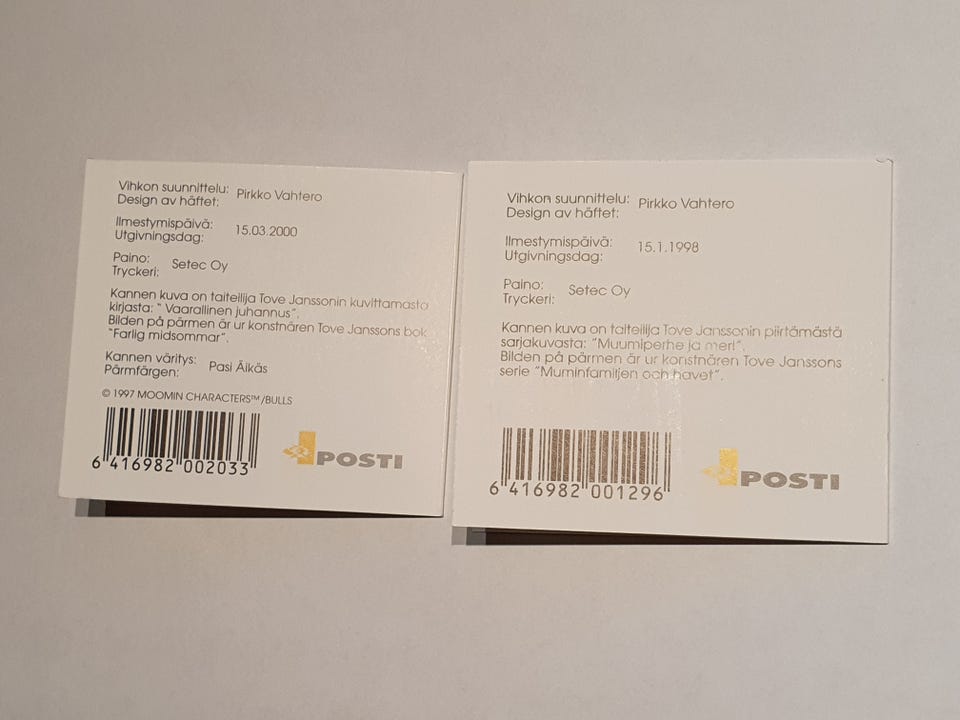 Vihkon suunnittelu: Pirkko Vahtero
Design av häftet:
Ilmestymispäivä: 15.03.2000
Utgivningsdag:
Paino: Setec Oy
Tryckeri:
Kannen kuva on taiteilija Tove Janssonin kuvittamasta
kirjasta: " Vaarallinen juhannus".
Bilden på pärmen är ur konstnären Tove Janssons bok
"Farlig midsommar".
Kannen väritys: Pasi Äikäs
Pärmfärgen:
© 1997 MOOMIN CHARACTERS™/BULLS
6 416982 002033
POSTI
Vihkon suunnittelu: Pirkko Vahtero
Design av häftet:
Ilmestymispäivä: 15.1.1998
Utgivningsdag:
Paino: Setec Oy
Tryckeri:
Kannen kuva on taiteilija Tove Janssonin piirtämästä
sarjakuvasta: "Muumiperhe ja meri".
Bilden på pärmen är ur konstnären Tove Janssons
serie "Muminfamiljen och havet".
6 416982 001296
POSTI